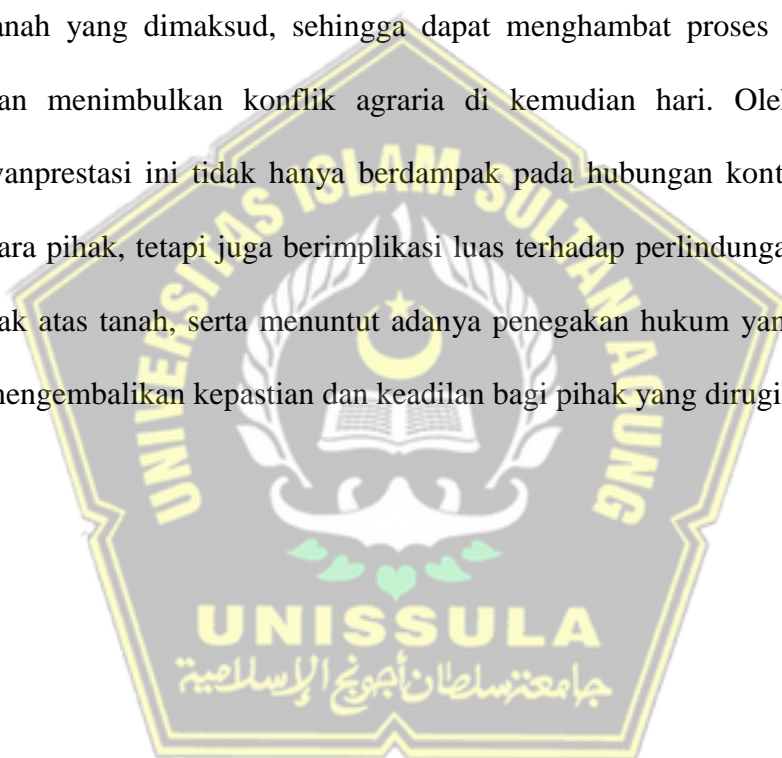 anah yang dimaksud, sehingga dapat menghambat proses
an menimbulkan konflik agraria di kemudian hari. Oleh
vanprestasi ini tidak hanya berdampak pada hubungan kont
ara pihak, tetapi juga berimplikasi luas terhadap perlindunga
ak atas tanah, serta menuntut adanya penegakan hukum yan
mengembalikan kepastian dan keadilan bagi pihak yang dirugi
UNIVERSITAS ISLAM SULTAN AGUNG
UNISSULA
جامعة سلطان أجونج الإسلامية